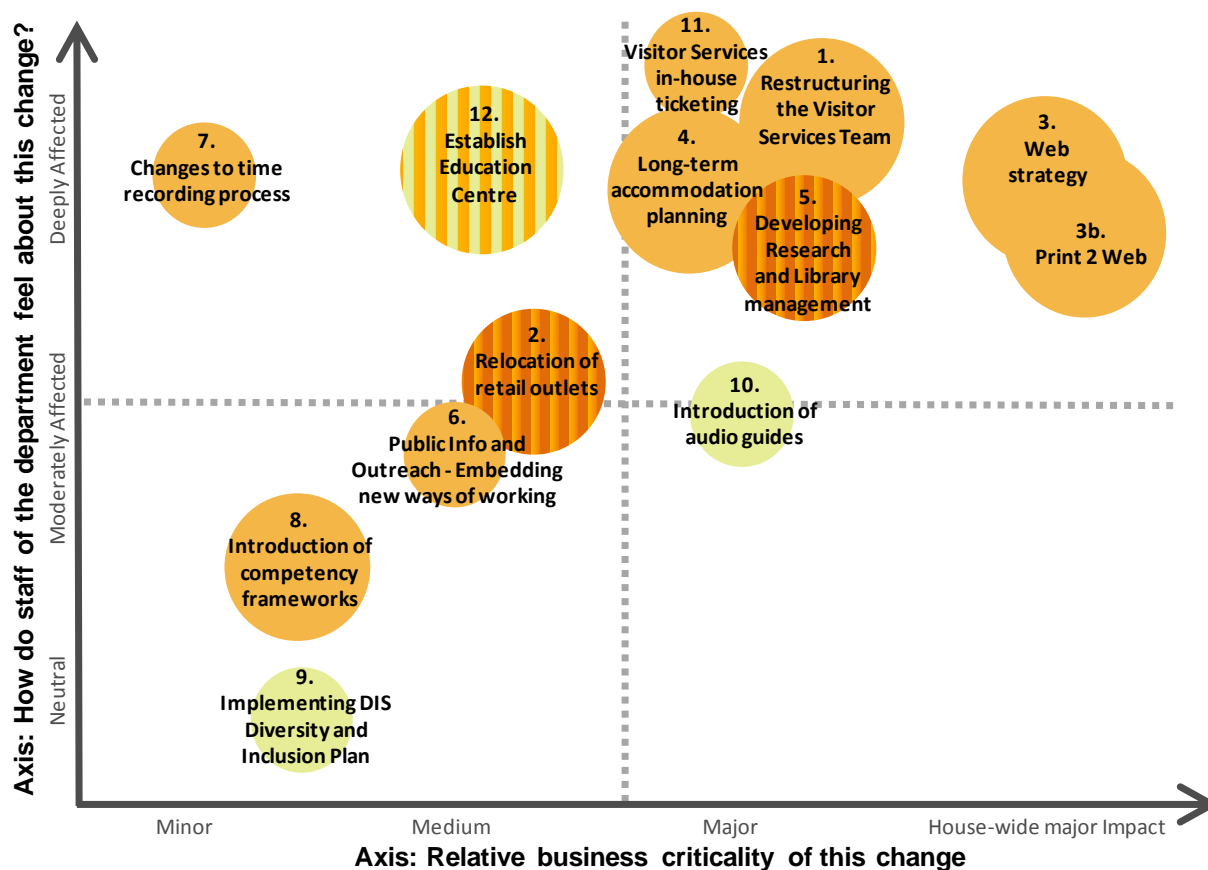 Axis: How do staff of the department feel about this change?
Deeply Affected
Moderately Affected
Neutral
11.
Visitor Services
in-house
ticketing
1.
Restructuring
the Visitor
Services Team
12.
Establish
Education
Centre
7.
Changes to time
recording process
4.
Long-term
accommodation
planning
3.
Web
strategy
5.
Developing
Research
and Library
management
3b.
Print 2 Web
2.
Relocation of
retail outlets
10.
Introduction of
audio guides
6.
Public Info and
Outreach - Embedding
new ways of working
8.
Introduction of
competency
frameworks
9.
Implementing DIS
Diversity and
Inclusion Plan
Minor
Medium
Major
House-wide major Impact
Axis: Relative business criticality of this change